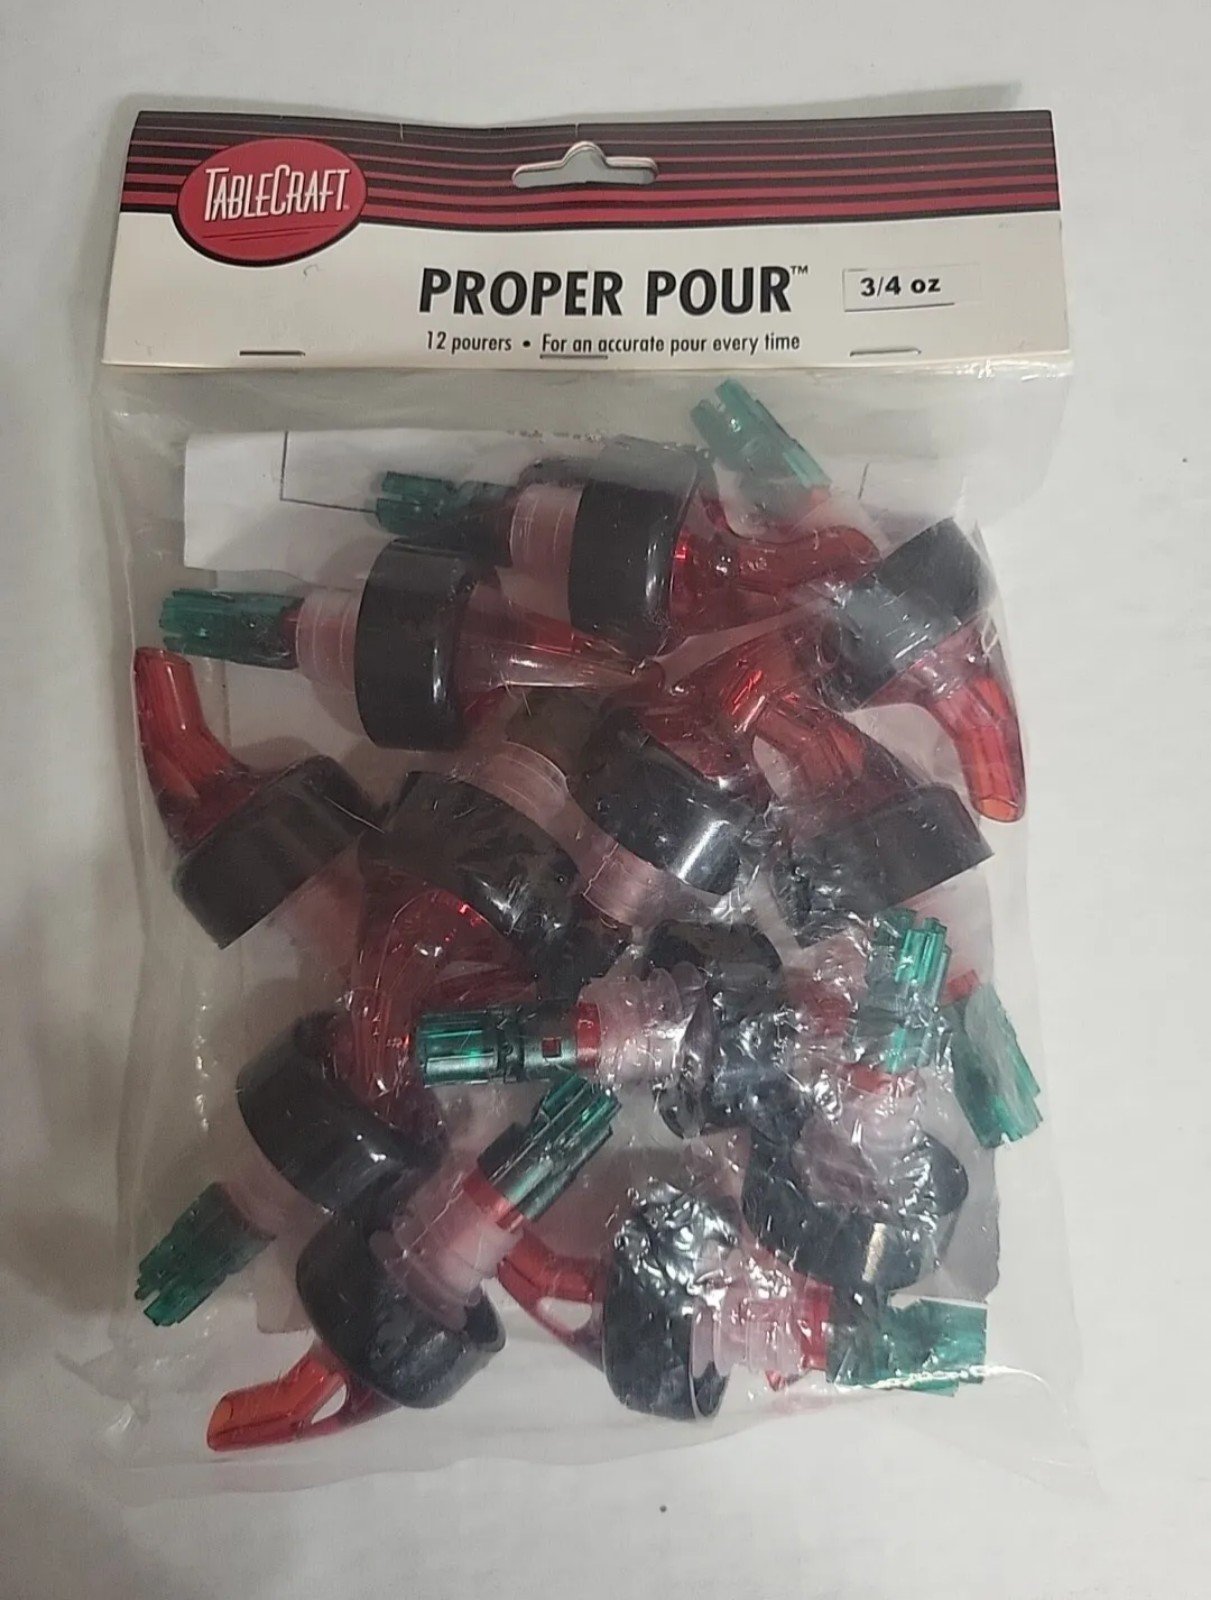 TABLECRAFT.
PROPER POUR™
3/4 oz
12 pourers • For an accurate pour every time